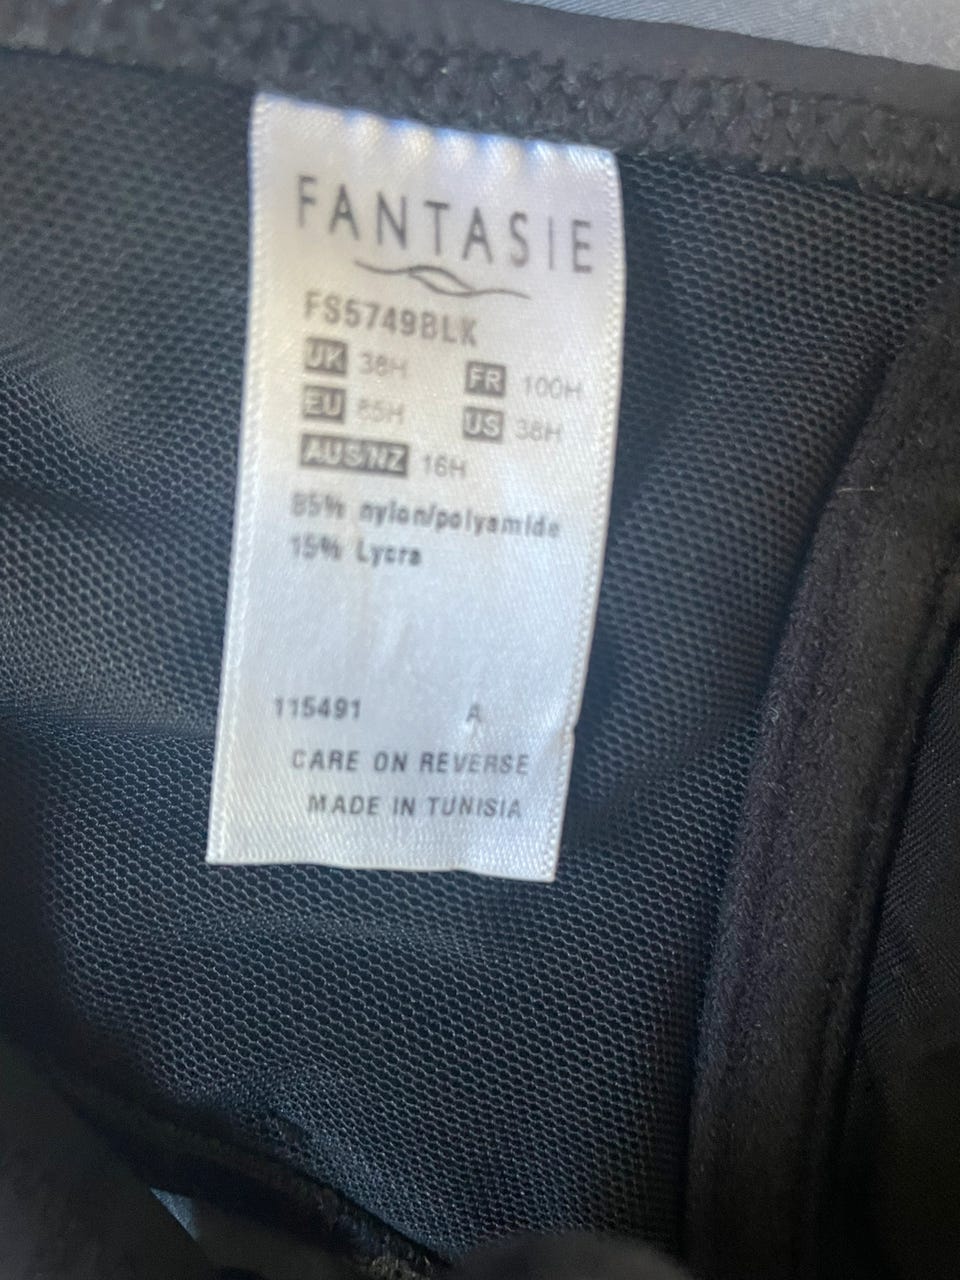 FANTASIE
FS5749BLK
UK 38H FR 100H
EU 85H US 38H
AUS/NZ 16H
85% nylon/polyamide
15% Lycra
115491 A
CARE ON REVERSE
MADE IN TUNISIA